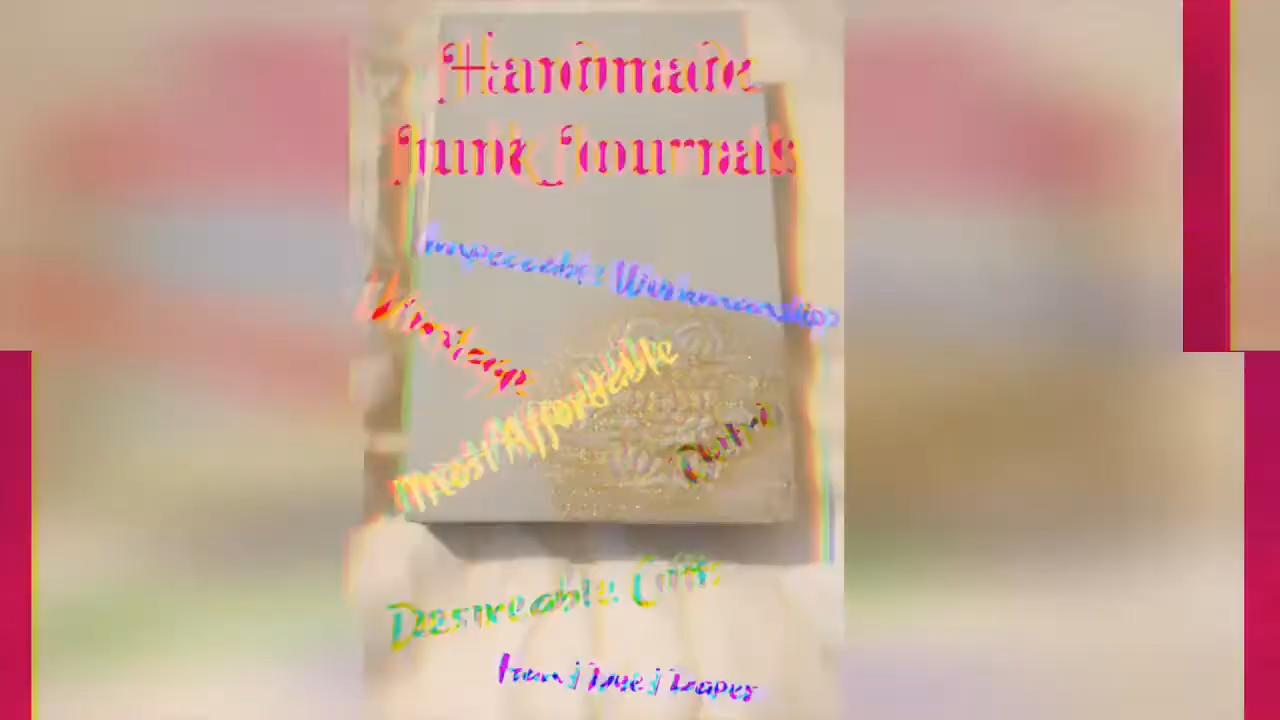 Handmade
Junk Journals
Impeccable Workmanship
Vintage
Most Affordable
Desireable Gifts